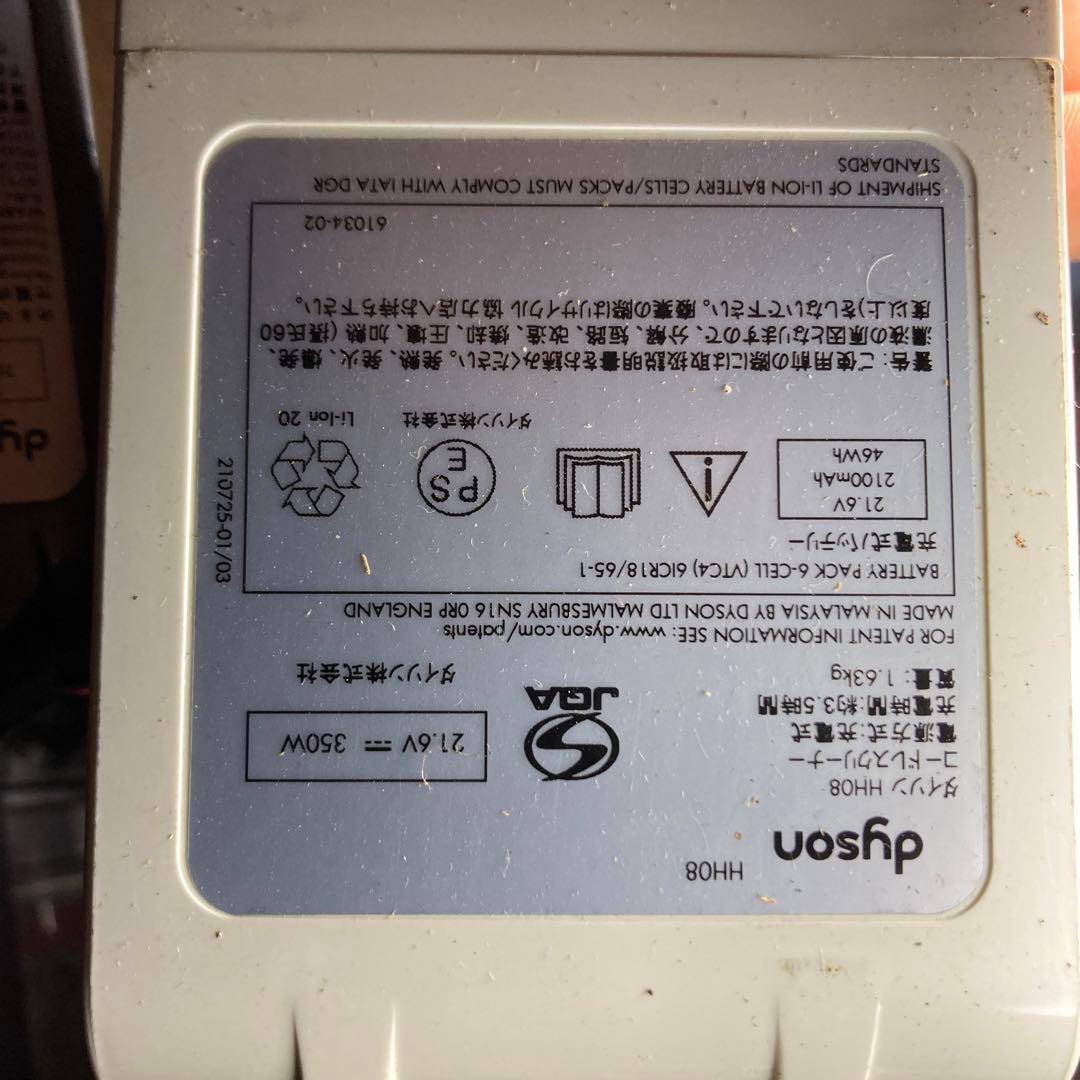 dyson
HH08
ダイソン HH08
コードレスクリーナー
電源方式:充電式
充電時間:約3.5時間
質量: 1.63kg
JQA
21.6V ⎓ 350W
ダイソン株式会社
FOR PATENT INFORMATION SEE: www.dyson.com/patents
MADE IN MALAYSIA BY DYSON LTD MALMESBURY SN16 0RP ENGLAND
BATTERY PACK 6-CELL (VTC4) 6ICR18/65-1
充電式バッテリー
21.6V
2100mAh
46Wh
PS
E
ダイソン株式会社
Li-Ion 20
警告: ご使用前の際には取扱説明書をお読みください。発熱、発火、爆発、
漏液の原因となりますので、分解、短絡、改造、焼却、圧壊、加熱 (摂氏60
度以上)をしないで下さい。廃棄の際はリサイクル協力店へお持ち下さい。
61034-02
SHIPMENT OF LI-ION BATTERY CELLS/PACKS MUST COMPLY WITH IATA DGR
STANDARDS
210725-01/03
dyson